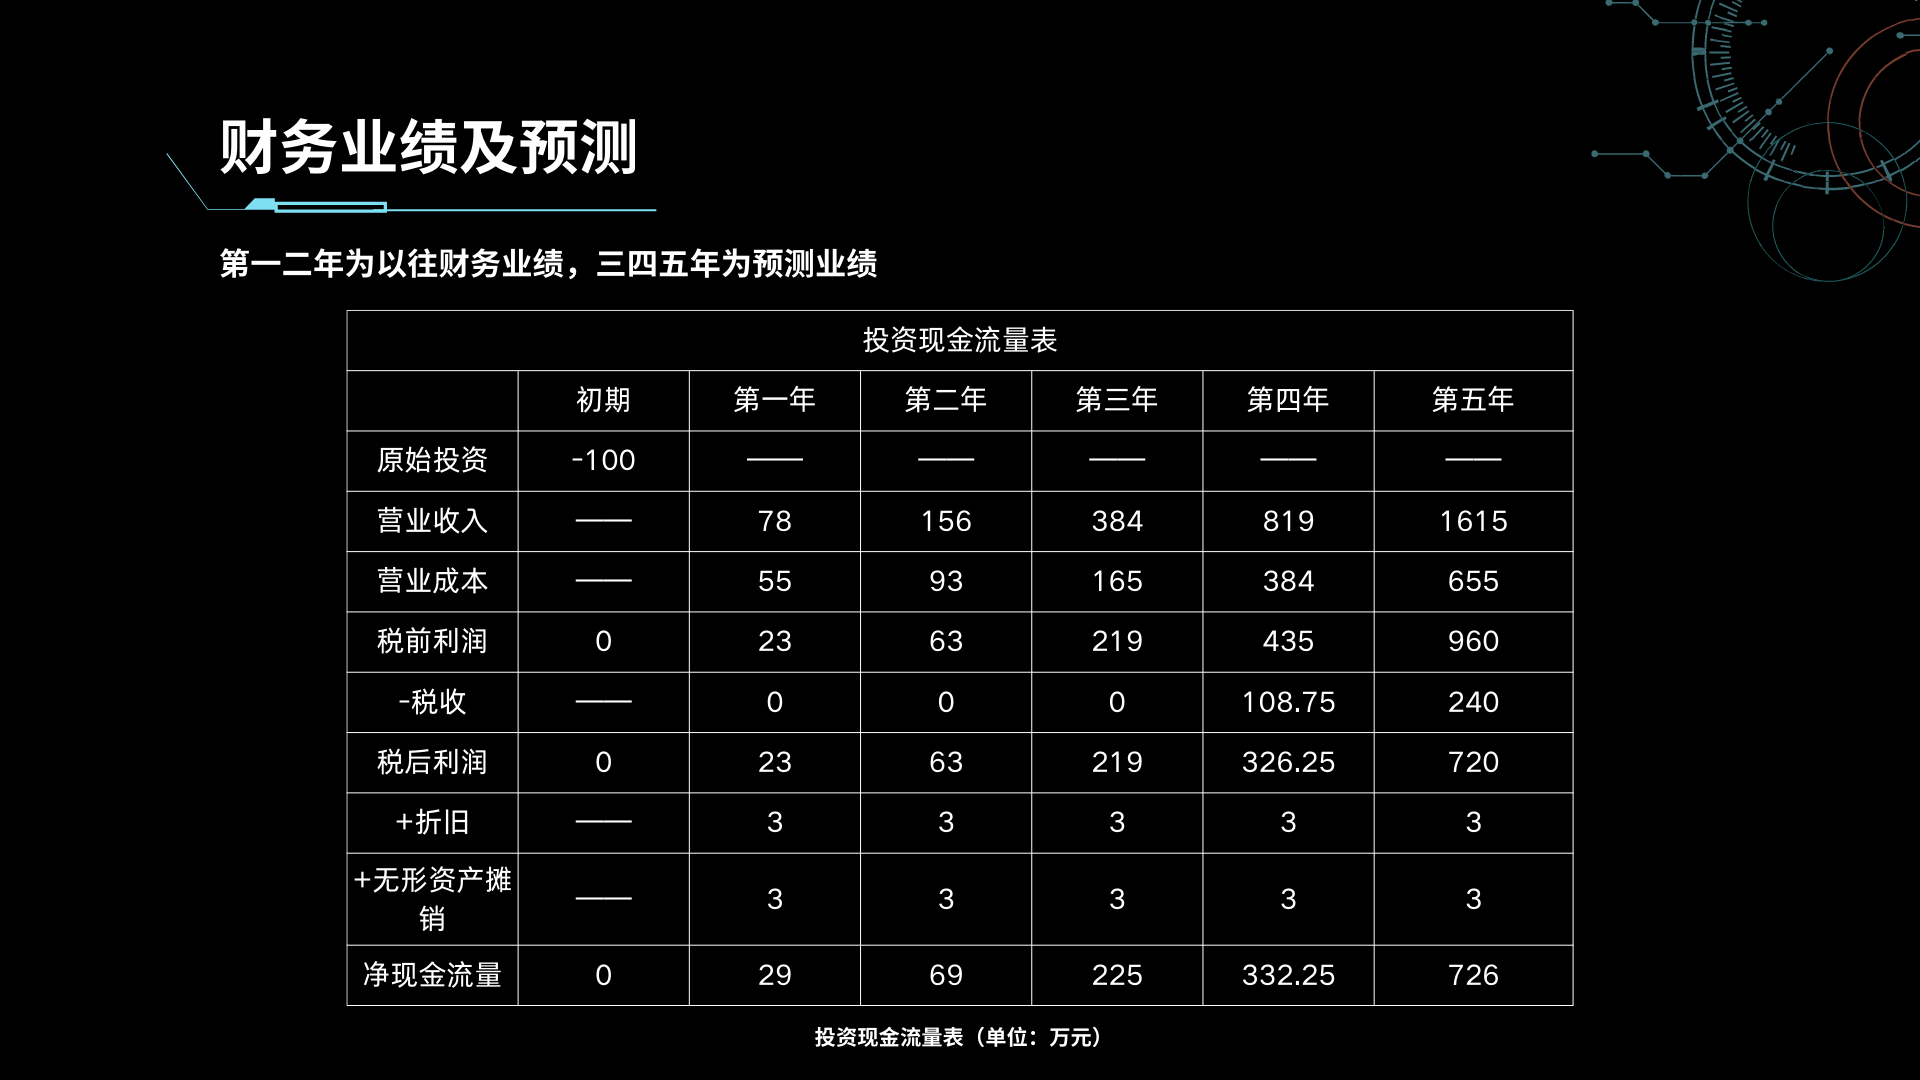 财务业绩及预测
第一二年为以往财务业绩，三四五年为预测业绩
投资现金流量表
初期 第一年 第二年 第三年 第四年 第五年
原始投资 -100 —— —— —— —— ——
营业收入 —— 78 156 384 819 1615
营业成本 —— 55 93 165 384 655
税前利润 0 23 63 219 435 960
-税收 —— 0 0 0 108.75 240
税后利润 0 23 63 219 326.25 720
+折旧 —— 3 3 3 3 3
+无形资产摊
销 —— 3 3 3 3 3
净现金流量 0 29 69 225 332.25 726
投资现金流量表（单位：万元）